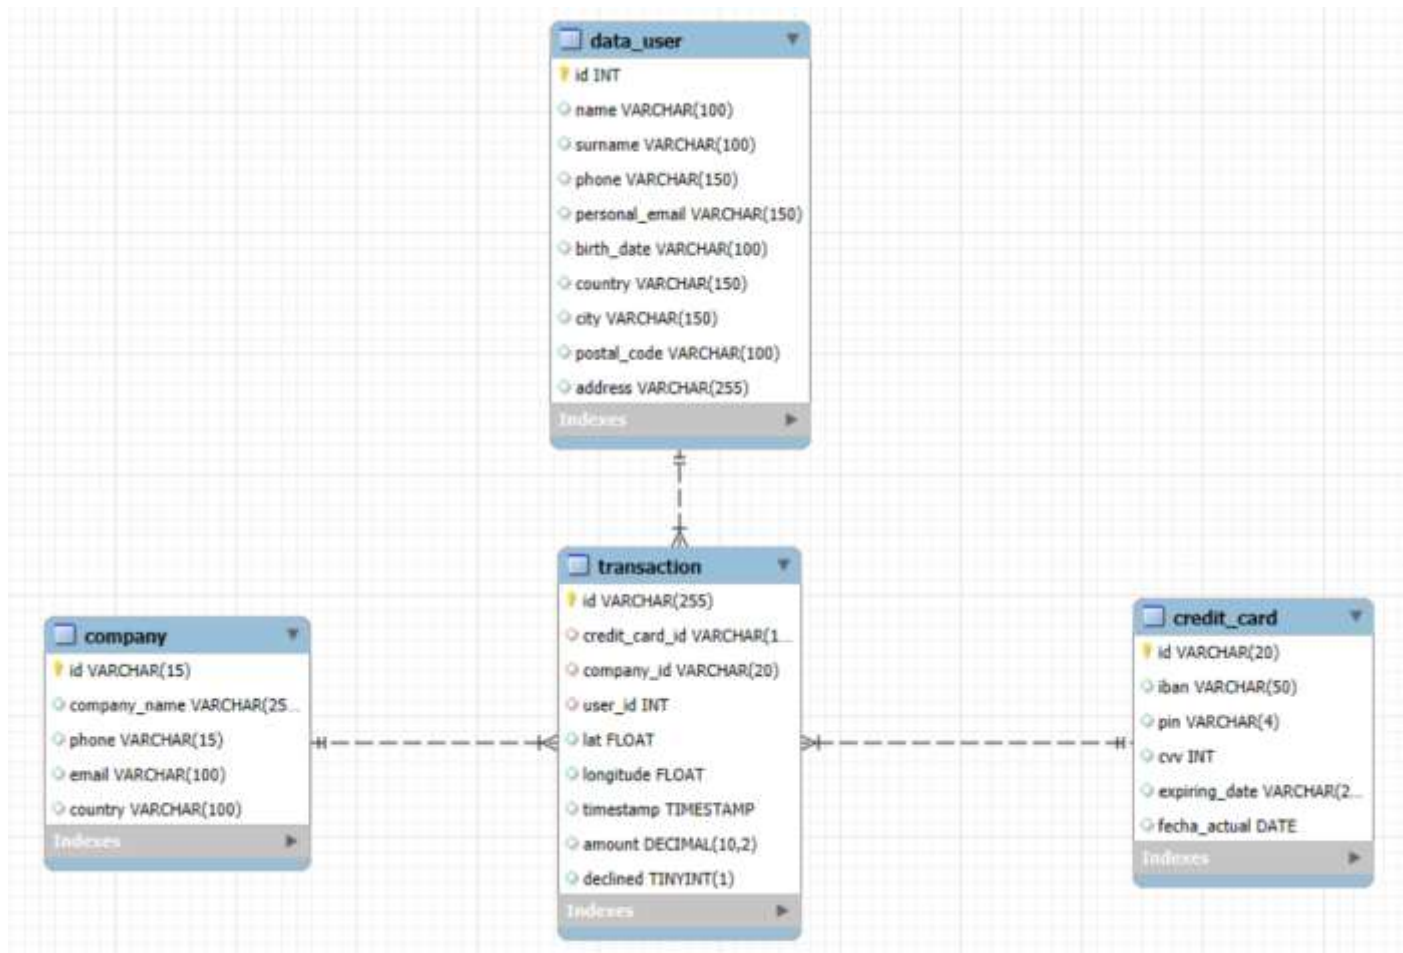 data_user
id INT
name VARCHAR(100)
surname VARCHAR(100)
phone VARCHAR(150)
personal_email VARCHAR(150)
birth_date VARCHAR(100)
country VARCHAR(150)
city VARCHAR(150)
postal_code VARCHAR(100)
address VARCHAR(255)
Indexes
transaction
id VARCHAR(255)
credit_card_id VARCHAR(1...
company_id VARCHAR(20)
user_id INT
lat FLOAT
longitude FLOAT
timestamp TIMESTAMP
amount DECIMAL(10,2)
declined TINYINT(1)
Indexes
company
id VARCHAR(15)
company_name VARCHAR(25...
phone VARCHAR(15)
email VARCHAR(100)
country VARCHAR(100)
Indexes
credit_card
id VARCHAR(20)
iban VARCHAR(50)
pin VARCHAR(4)
cvv INT
expiring_date VARCHAR(2...
fecha_actual DATE
Indexes